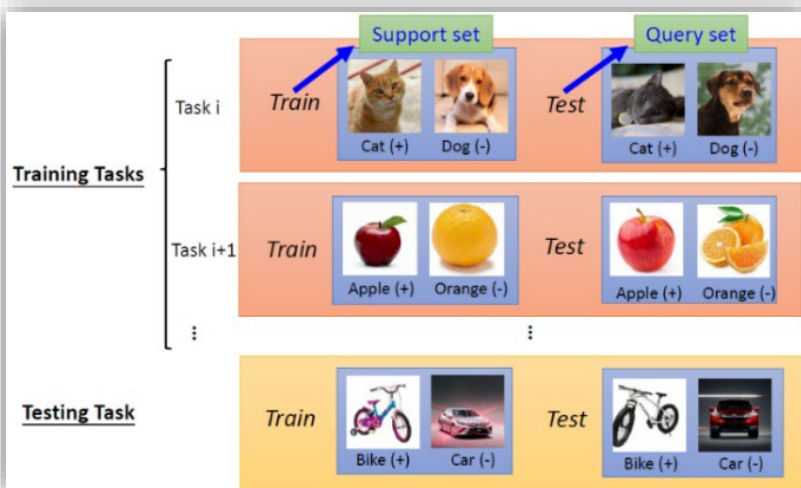 Support set
Query set
Task i
Train
Test
Cat (+) Dog (-)
Cat (+) Dog (-)
Training Tasks
Task i+1
Train
Test
Apple (+) Orange (-)
Apple (+) Orange (-)
⋮ ⋮
Testing Task
Train
Test
Bike (+) Car (-)
Bike (+) Car (-)